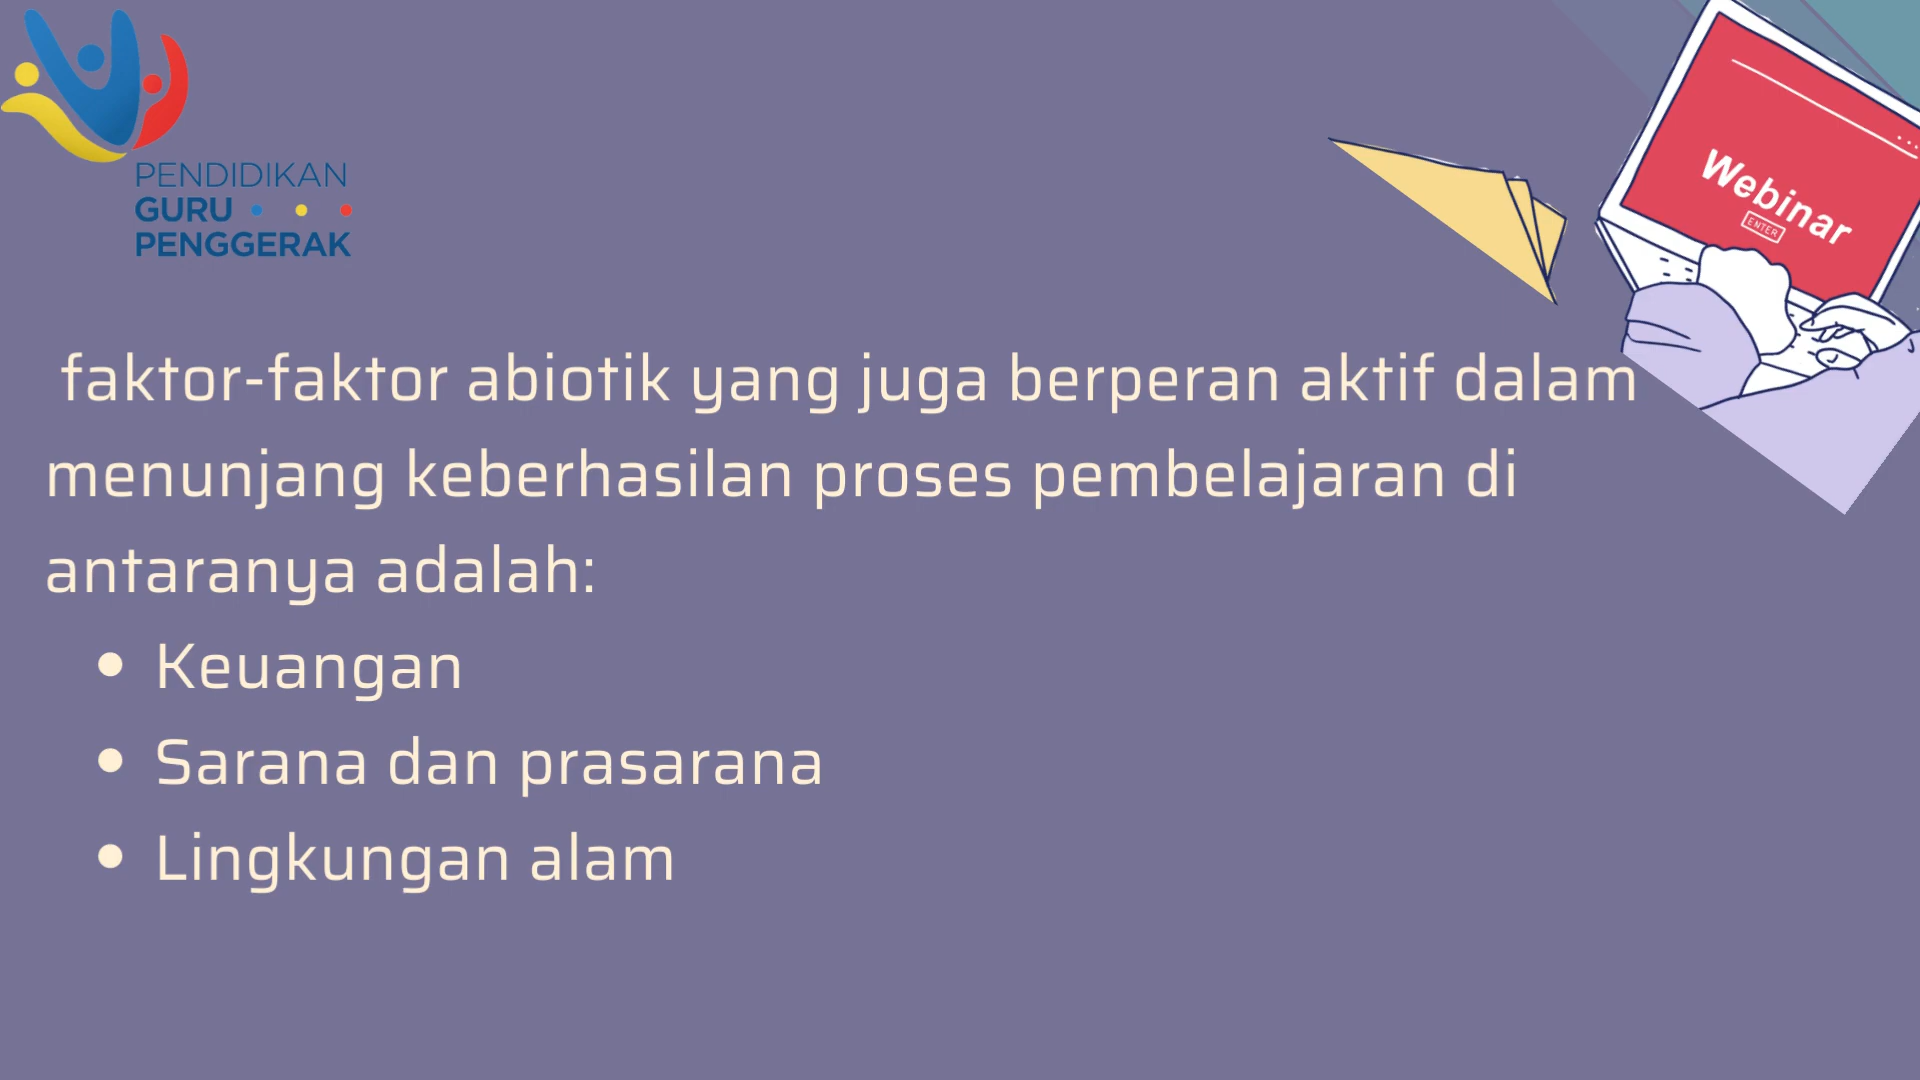 PENDIDIKAN
GURU
PENGGERAK
Webinar
ENTER
faktor-faktor abiotik yang juga berperan aktif dalam
menunjang keberhasilan proses pembelajaran di
antaranya adalah:
• Keuangan
• Sarana dan prasarana
• Lingkungan alam